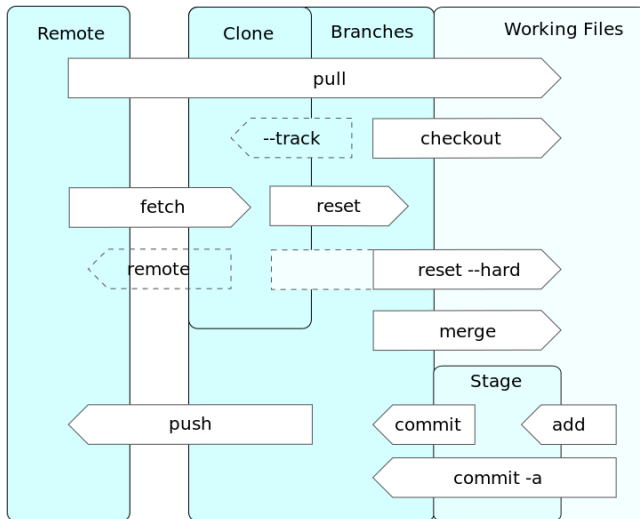 Remote
Clone
Branches
Working Files
pull
--track
checkout
fetch
reset
remote
reset --hard
merge
Stage
push
commit
add
commit -a